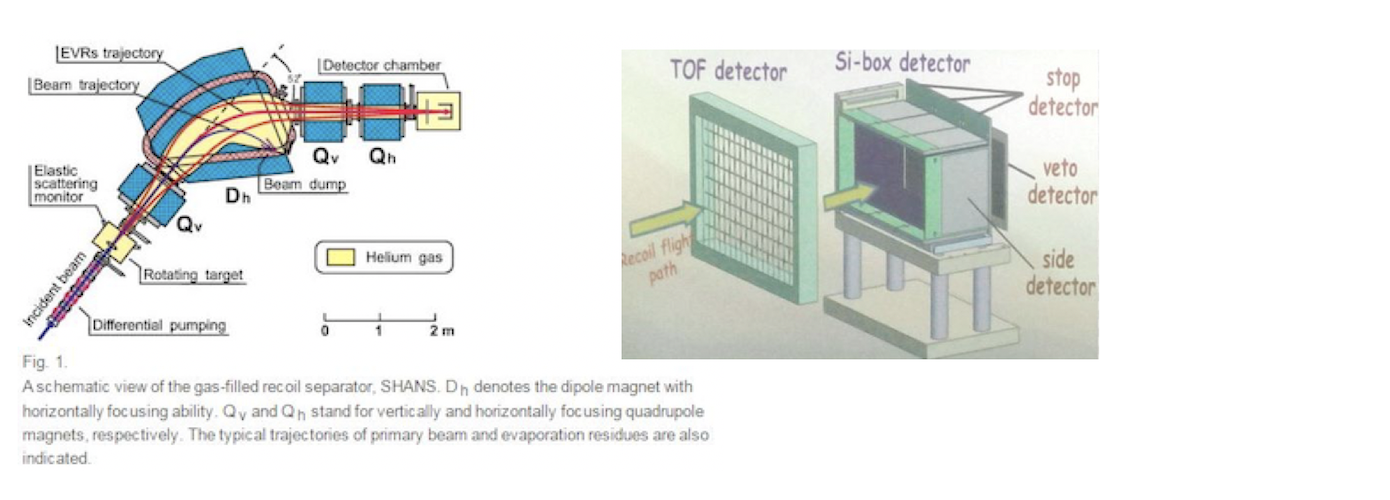 EVRs trajectory
Beam trajectory
52°
Detector chamber
Elastic
scattering
monitor
Qv
Qh
Dh
Beam dump
Qv
Helium gas
Rotating target
Incident beam
Differential pumping
0 1 2 m
Fig. 1.
A schematic view of the gas-filled recoil separator, SHANS. Dh denotes the dipole magnet with
horizontally focusing ability. Qv and Qh stand for vertically and horizontally focusing quadrupole
magnets, respectively. The typical trajectories of primary beam and evaporation residues are also
indicated.
TOF detector
Si-box detector
stop
detector
veto
detector
side
detector
Recoil flight
path